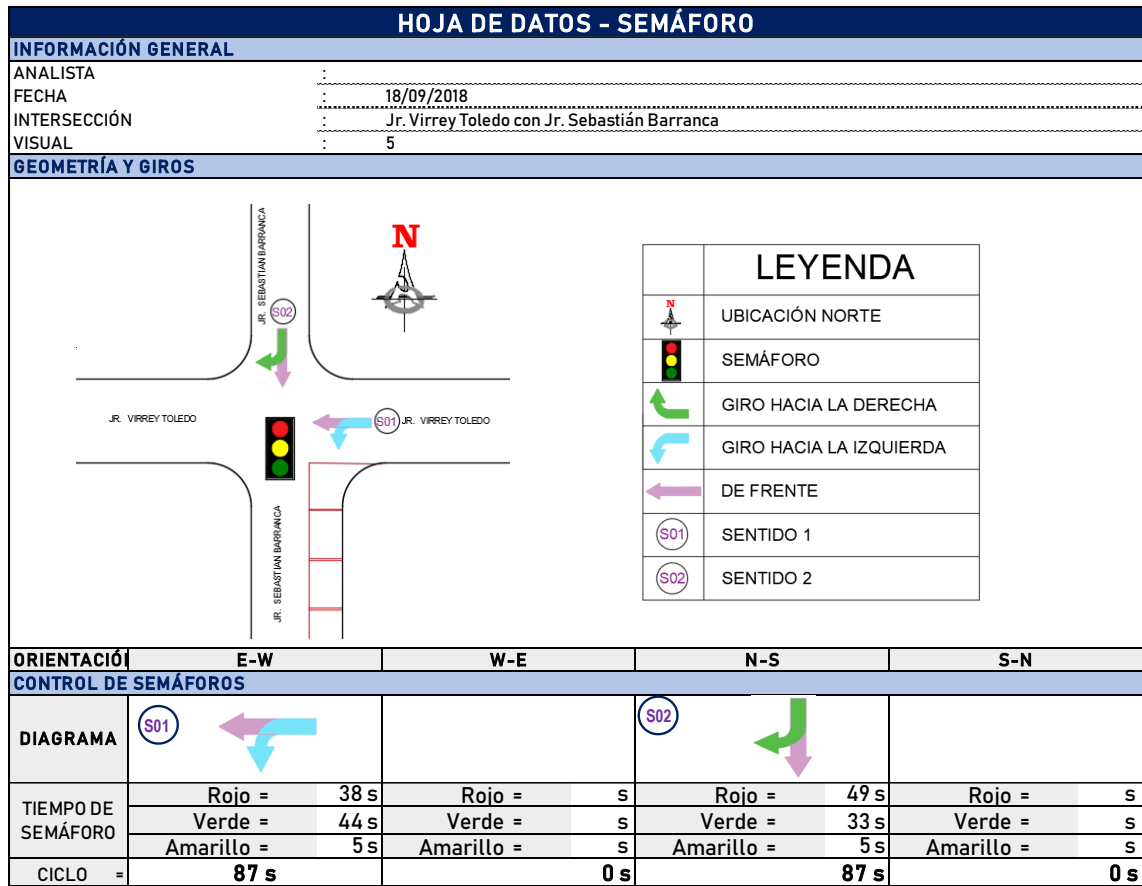 HOJA DE DATOS - SEMÁFORO
INFORMACIÓN GENERAL
ANALISTA :
FECHA : 18/09/2018
INTERSECCIÓN : Jr. Virrey Toledo con Jr. Sebastián Barranca
VISUAL : 5
GEOMETRÍA Y GIROS
JR. SEBASTIAN BARRANCA
N
S02
JR. VIRREY TOLEDO
S01 JR. VIRREY TOLEDO
JR. SEBASTIAN BARRANCA
LEYENDA
N UBICACIÓN NORTE
SEMÁFORO
GIRO HACIA LA DERECHA
GIRO HACIA LA IZQUIERDA
DE FRENTE
S01 SENTIDO 1
S02 SENTIDO 2
ORIENTACIÓ E-W W-E N-S S-N
CONTROL DE SEMÁFOROS
DIAGRAMA S01 S02
TIEMPO DE SEMÁFORO
Rojo = 38 s Rojo = s Rojo = 49 s Rojo = s
Verde = 44 s Verde = s Verde = 33 s Verde = s
Amarillo = 5 s Amarillo = s Amarillo = 5 s Amarillo = s
CICLO = 87 s 0 s 87 s 0 s